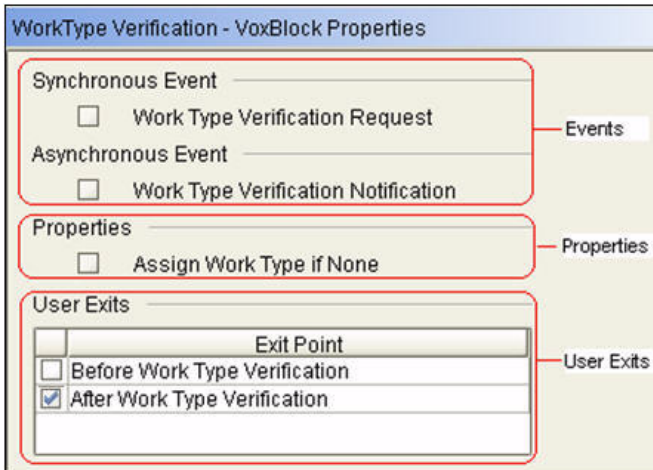 WorkType Verification - VoxBlock Properties
Synchronous Event
Work Type Verification Request
Events
Asynchronous Event
Work Type Verification Notification
Properties
Properties
Assign Work Type if None
User Exits
Exit Point
Before Work Type Verification
User Exits
After Work Type Verification